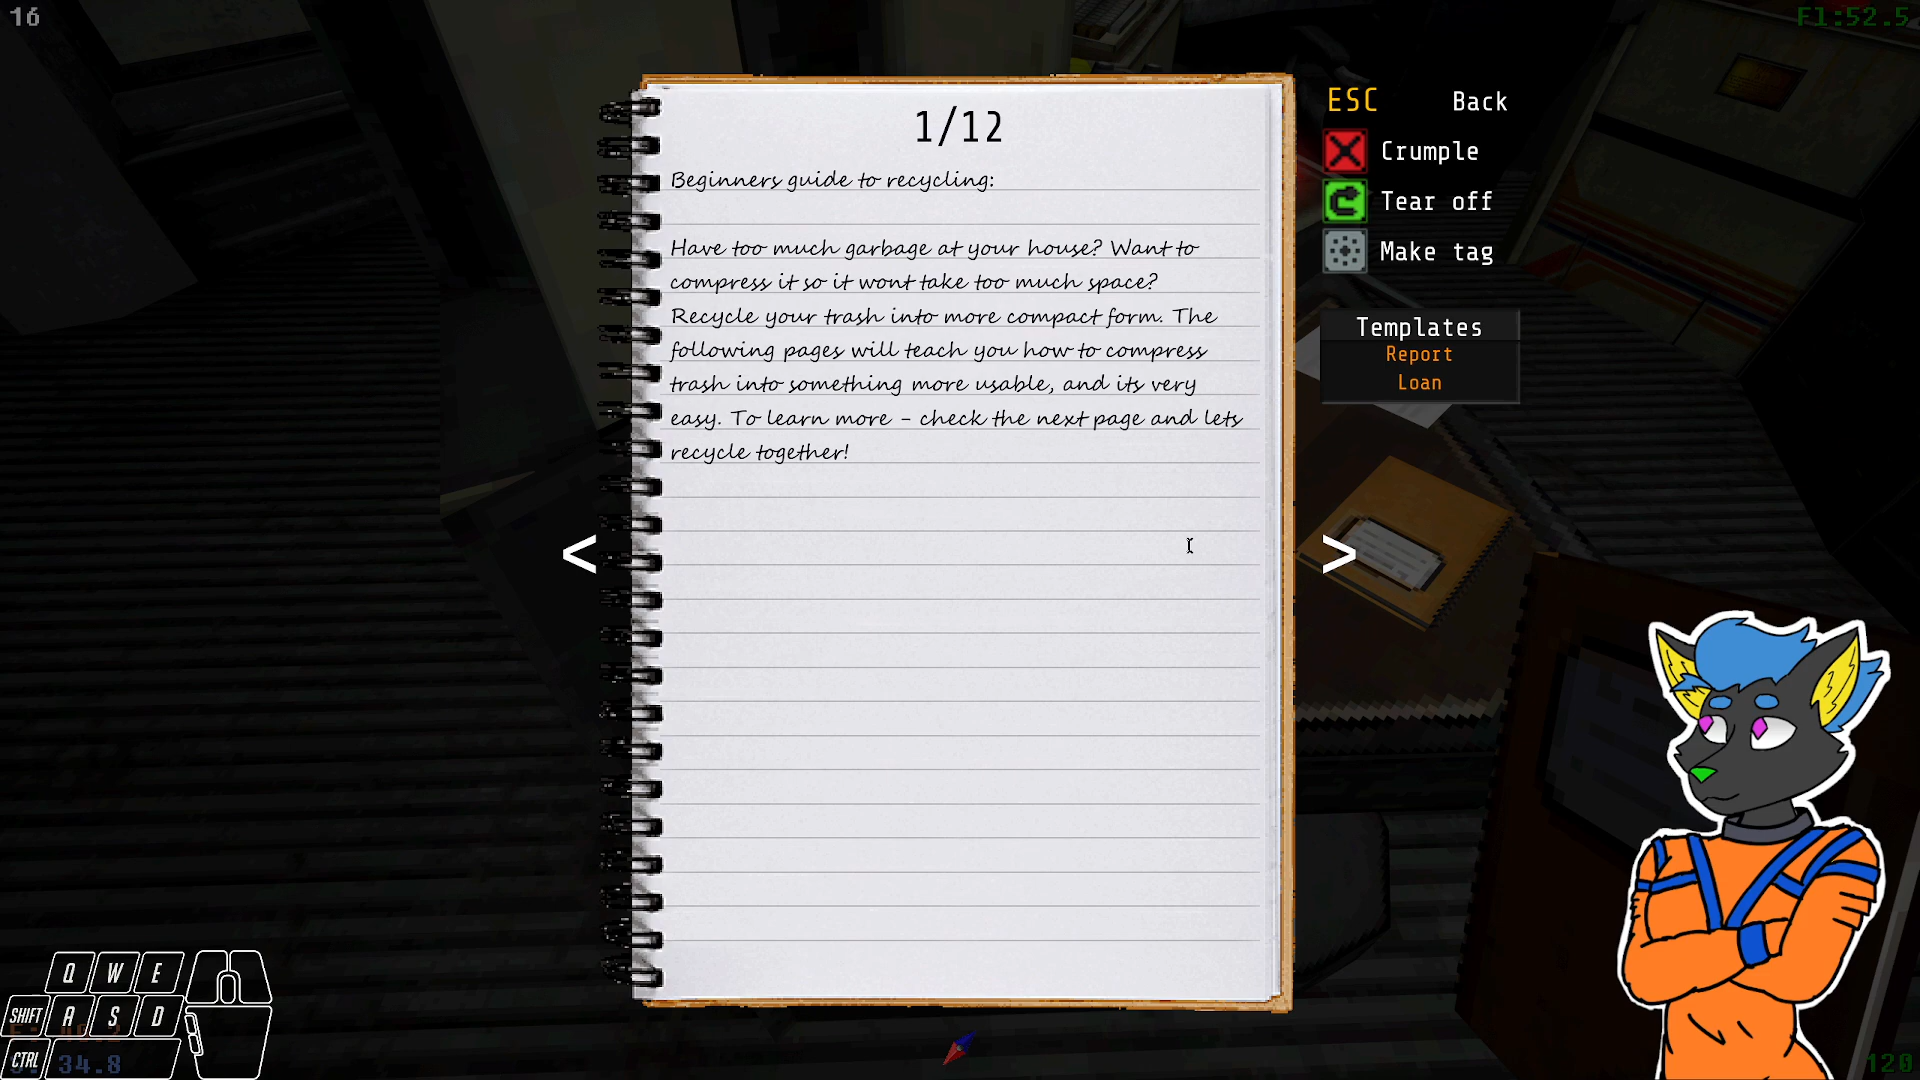 16
F1:52.5
1/12
Beginners guide to recycling:
Have too much garbage at your house? Want to
compress it so it wont take too much space?
Recycle your trash into more compact form. The
following pages will teach you how to compress
trash into something more usable, and its very
easy. To learn more - check the next page and lets
recycle together!
<
>
ESC Back
Crumple
Tear off
Make tag
Templates
Report
Loan
Q W E
SHIFT A S D
CTRL
34.8
120